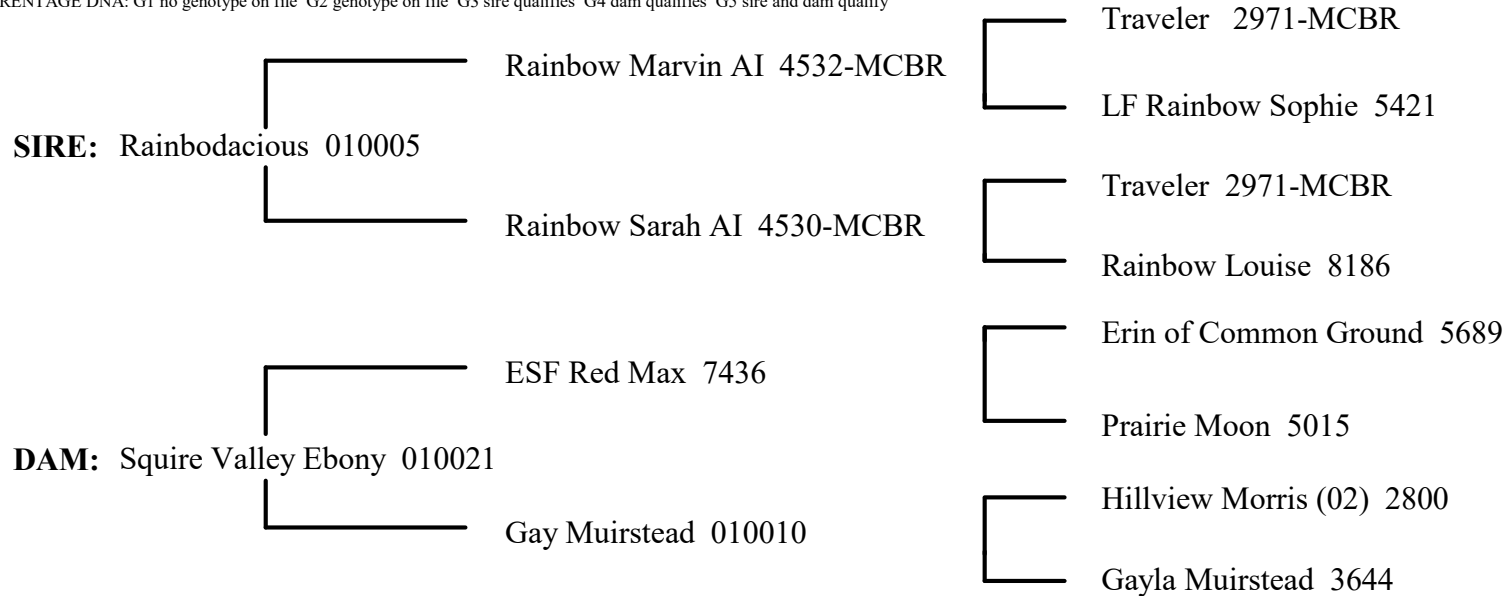 RENTAGE DNA: G1 no genotype on file G2 genotype on file G3 sire qualifies G4 dam qualifies G5 sire and dam qualify
Traveler 2971-MCBR
Rainbow Marvin AI 4532-MCBR
LF Rainbow Sophie 5421
SIRE: Rainbodacious 010005
Traveler 2971-MCBR
Rainbow Sarah AI 4530-MCBR
Rainbow Louise 8186
Erin of Common Ground 5689
ESF Red Max 7436
Prairie Moon 5015
DAM: Squire Valley Ebony 010021
Hillview Morris (02) 2800
Gay Muirstead 010010
Gayla Muirstead 3644